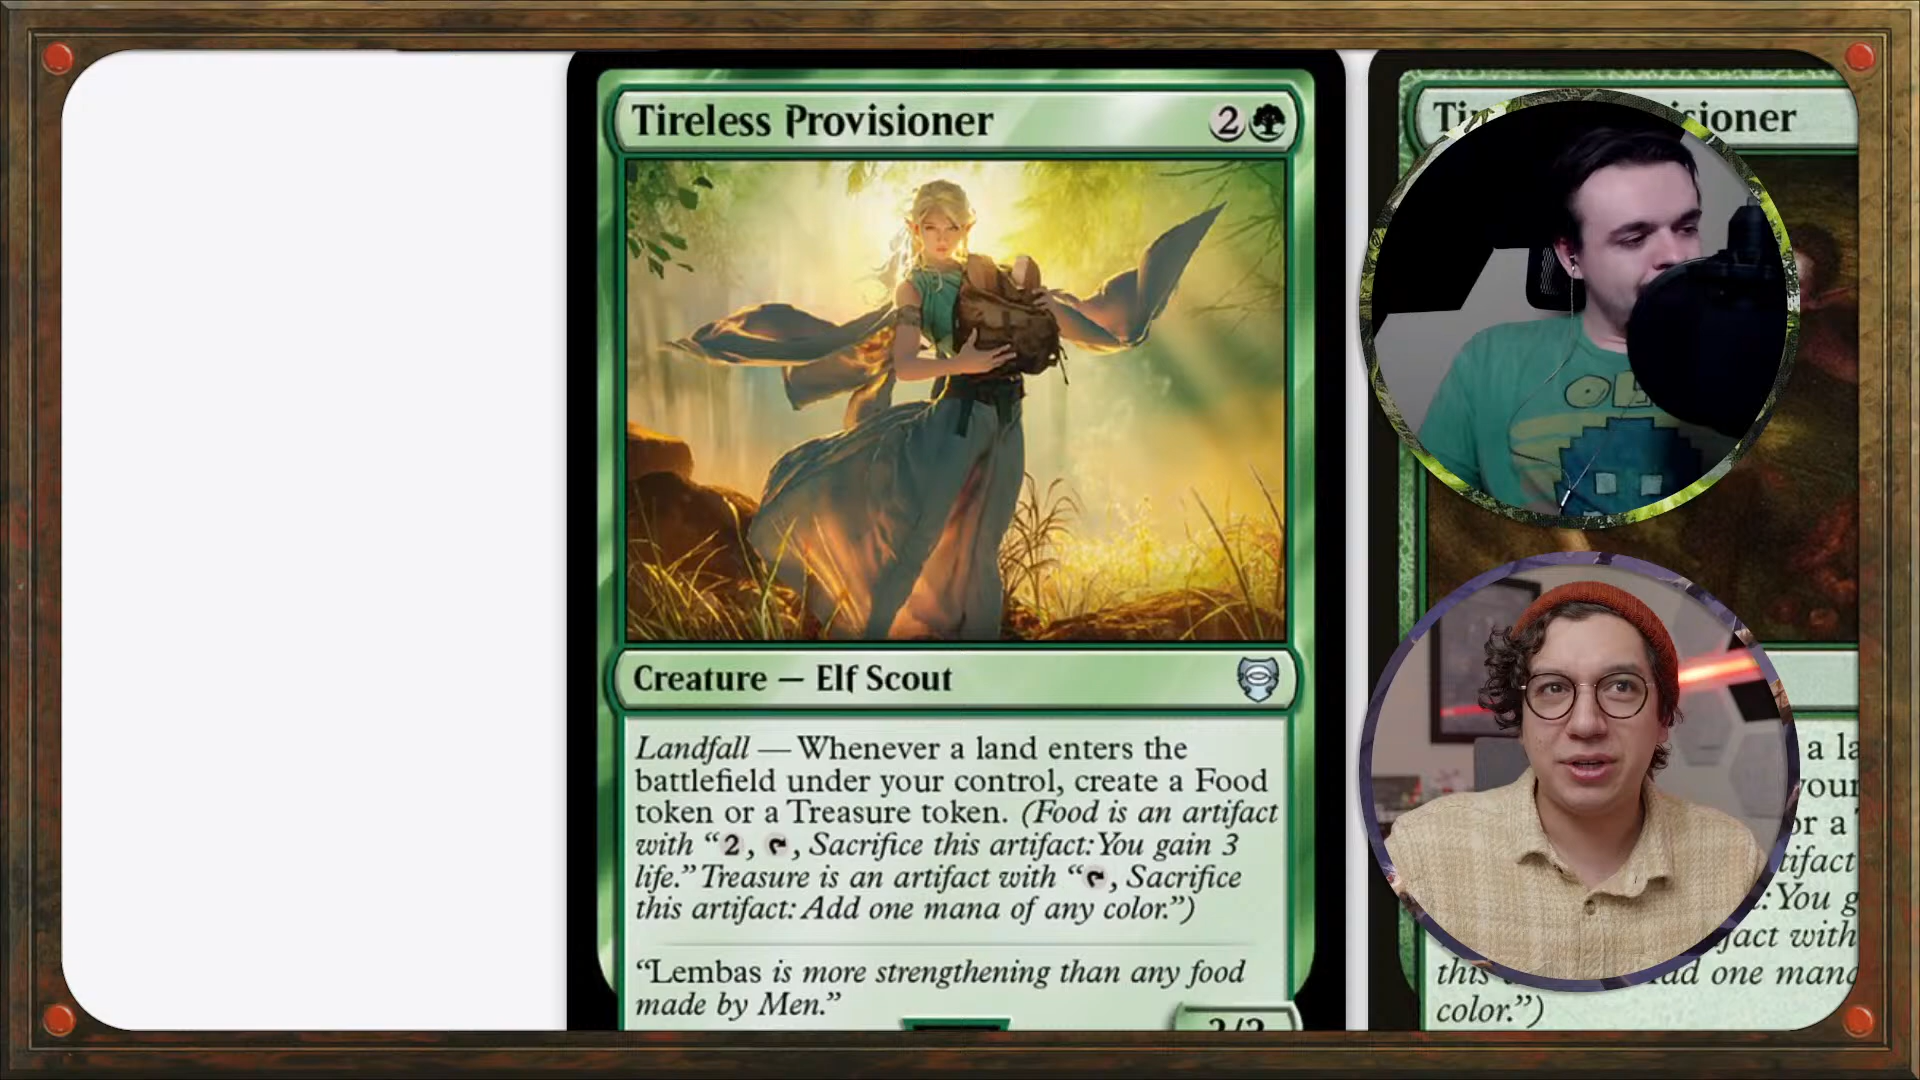 Tireless Provisioner
2
Creature — Elf Scout
Landfall — Whenever a land enters the
battlefield under your control, create a Food
token or a Treasure token. (Food is an artifact
with “2, , Sacrifice this artifact: You gain 3
life.” Treasure is an artifact with “ , Sacrifice
this artifact: Add one mana of any color.”)
“Lembas is more strengthening than any food
made by Men.”
sioner
a la
your
or a
tifact
: You g
fact with
this
add one mana
color.”)